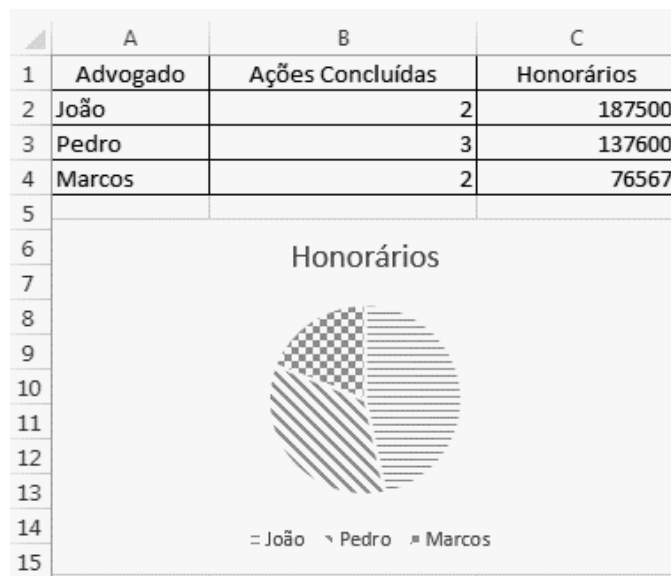 A B C
1 Advogado Ações Concluídas Honorários
2 João 2 187500
3 Pedro 3 137600
4 Marcos 2 76567
5
6
Honorários
7
8
9
10
11
12
13
14
João Pedro Marcos
15